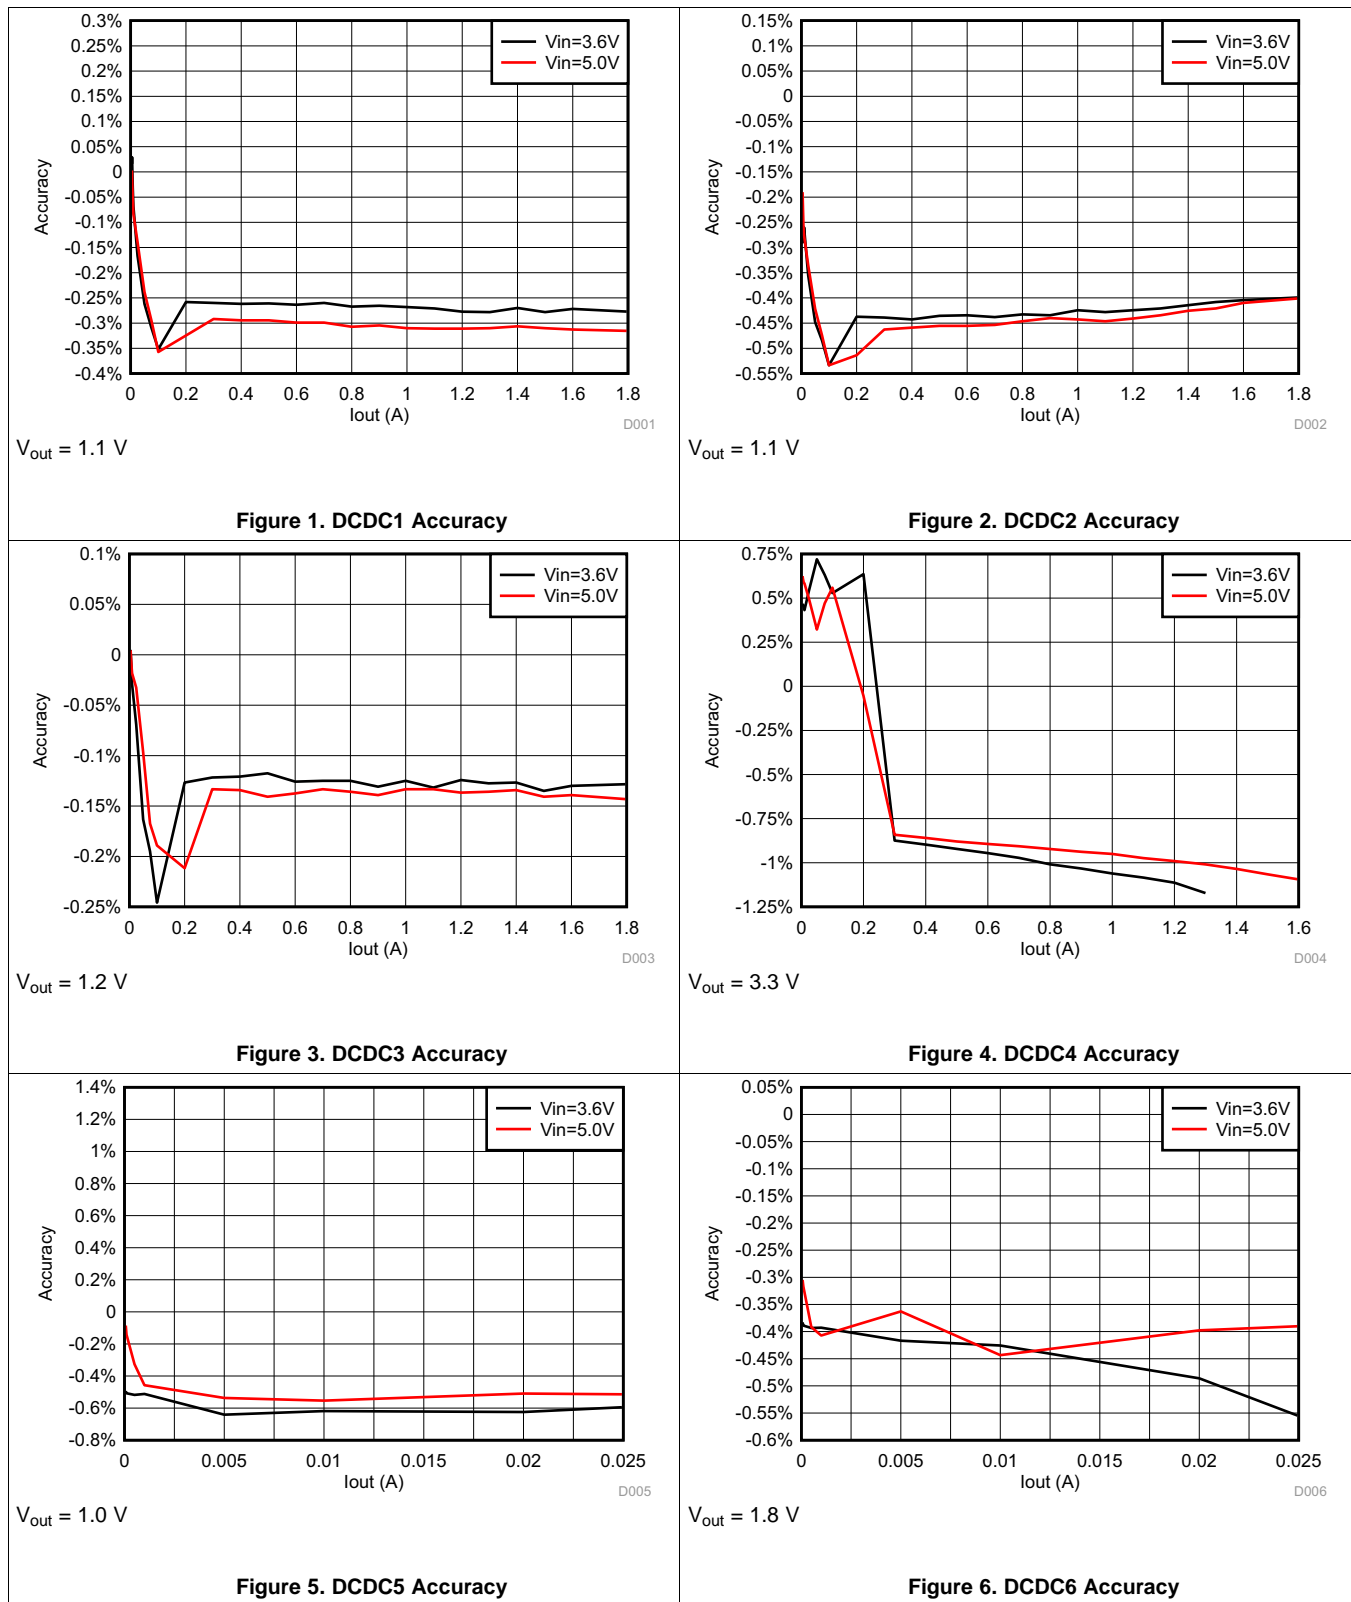 0.3%
0.25%
0.2%
0.15%
0.1%
0.05%
0
-0.05%
-0.1%
-0.15%
-0.2%
-0.25%
-0.3%
-0.35%
-0.4%
Accuracy
Vin=3.6V
Vin=5.0V
0 0.2 0.4 0.6 0.8 1 1.2 1.4 1.6 1.8
Iout (A)
D001
Vout = 1.1 V
Figure 1. DCDC1 Accuracy
0.15%
0.1%
0.05%
0
-0.05%
-0.1%
-0.15%
-0.2%
-0.25%
-0.3%
-0.35%
-0.4%
-0.45%
-0.5%
-0.55%
Accuracy
Vin=3.6V
Vin=5.0V
0 0.2 0.4 0.6 0.8 1 1.2 1.4 1.6 1.8
Iout (A)
D002
Vout = 1.1 V
Figure 2. DCDC2 Accuracy
0.1%
0.05%
0
-0.05%
-0.1%
-0.15%
-0.2%
-0.25%
Accuracy
Vin=3.6V
Vin=5.0V
0 0.2 0.4 0.6 0.8 1 1.2 1.4 1.6 1.8
Iout (A)
D003
Vout = 1.2 V
Figure 3. DCDC3 Accuracy
0.75%
0.5%
0.25%
0
-0.25%
-0.5%
-0.75%
-1%
-1.25%
Accuracy
Vin=3.6V
Vin=5.0V
0 0.2 0.4 0.6 0.8 1 1.2 1.4 1.6
Iout (A)
D004
Vout = 3.3 V
Figure 4. DCDC4 Accuracy
1.4%
1.2%
1%
0.8%
0.6%
0.4%
0.2%
0
-0.2%
-0.4%
-0.6%
-0.8%
Accuracy
Vin=3.6V
Vin=5.0V
0 0.005 0.01 0.015 0.02 0.025
Iout (A)
D005
Vout = 1.0 V
Figure 5. DCDC5 Accuracy
0.05%
0
-0.05%
-0.1%
-0.15%
-0.2%
-0.25%
-0.3%
-0.35%
-0.4%
-0.45%
-0.5%
-0.55%
-0.6%
Accuracy
Vin=3.6V
Vin=5.0V
0 0.005 0.01 0.015 0.02 0.025
Iout (A)
D006
Vout = 1.8 V
Figure 6. DCDC6 Accuracy